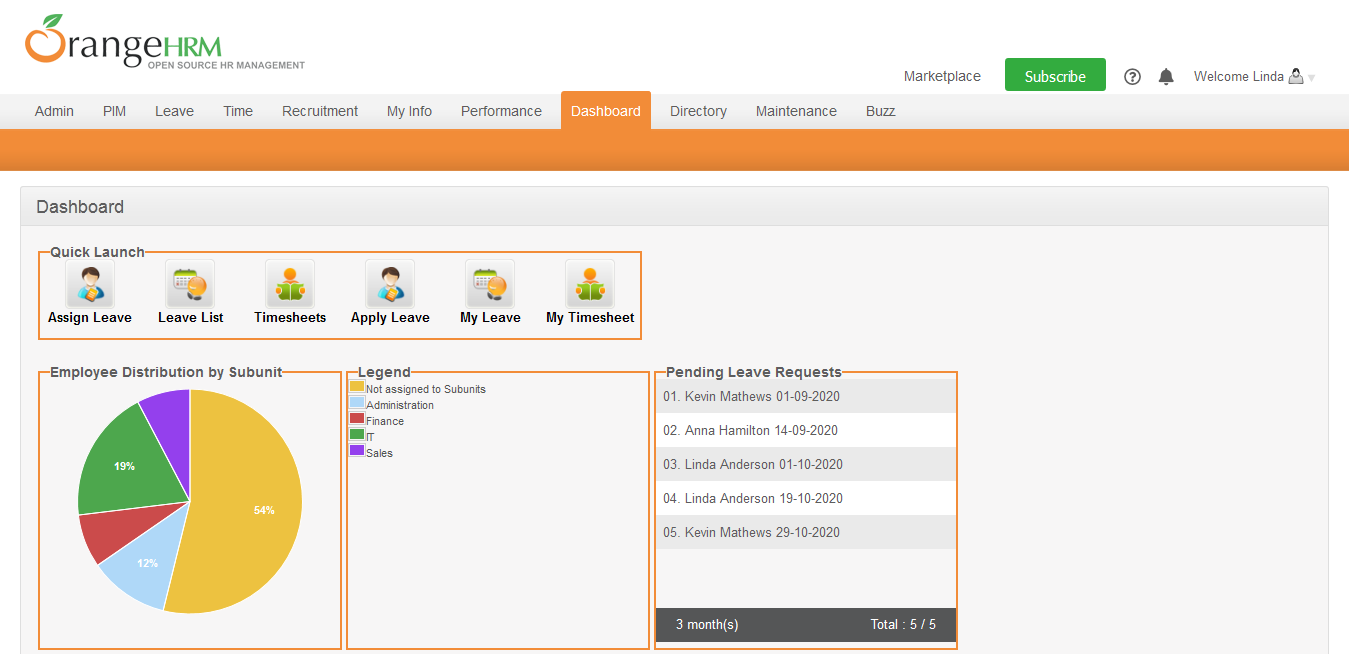 OrangeHRM
OPEN SOURCE HR MANAGEMENT
Marketplace Subscribe ? Welcome Linda
Admin PIM Leave Time Recruitment My Info Performance Dashboard Directory Maintenance Buzz
Dashboard
Quick Launch
Assign Leave Leave List Timesheets Apply Leave My Leave My Timesheet
Employee Distribution by Subunit
19%
54%
12%
Legend
Not assigned to Subunits
Administration
Finance
IT
Sales
Pending Leave Requests
01. Kevin Mathews 01-09-2020
02. Anna Hamilton 14-09-2020
03. Linda Anderson 01-10-2020
04. Linda Anderson 19-10-2020
05. Kevin Mathews 29-10-2020
3 month(s) Total : 5 / 5